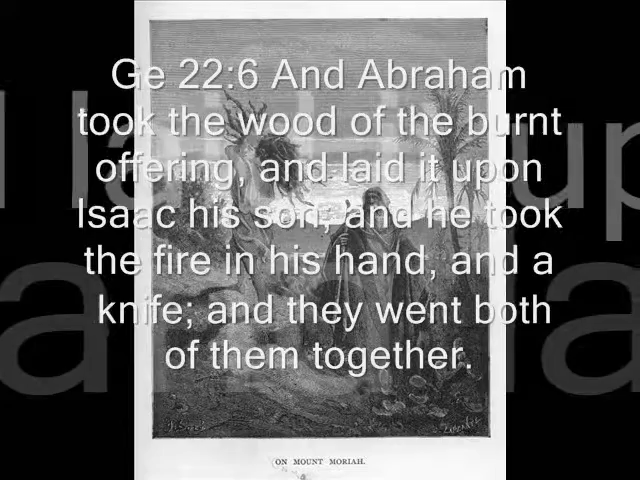 Ge 22:6 And Abraham
took the wood of the burnt
offering, and laid it upon
Isaac his son; and he took
the fire in his hand, and a
knife; and they went both
of them together.
ON MOUNT MORIAH.